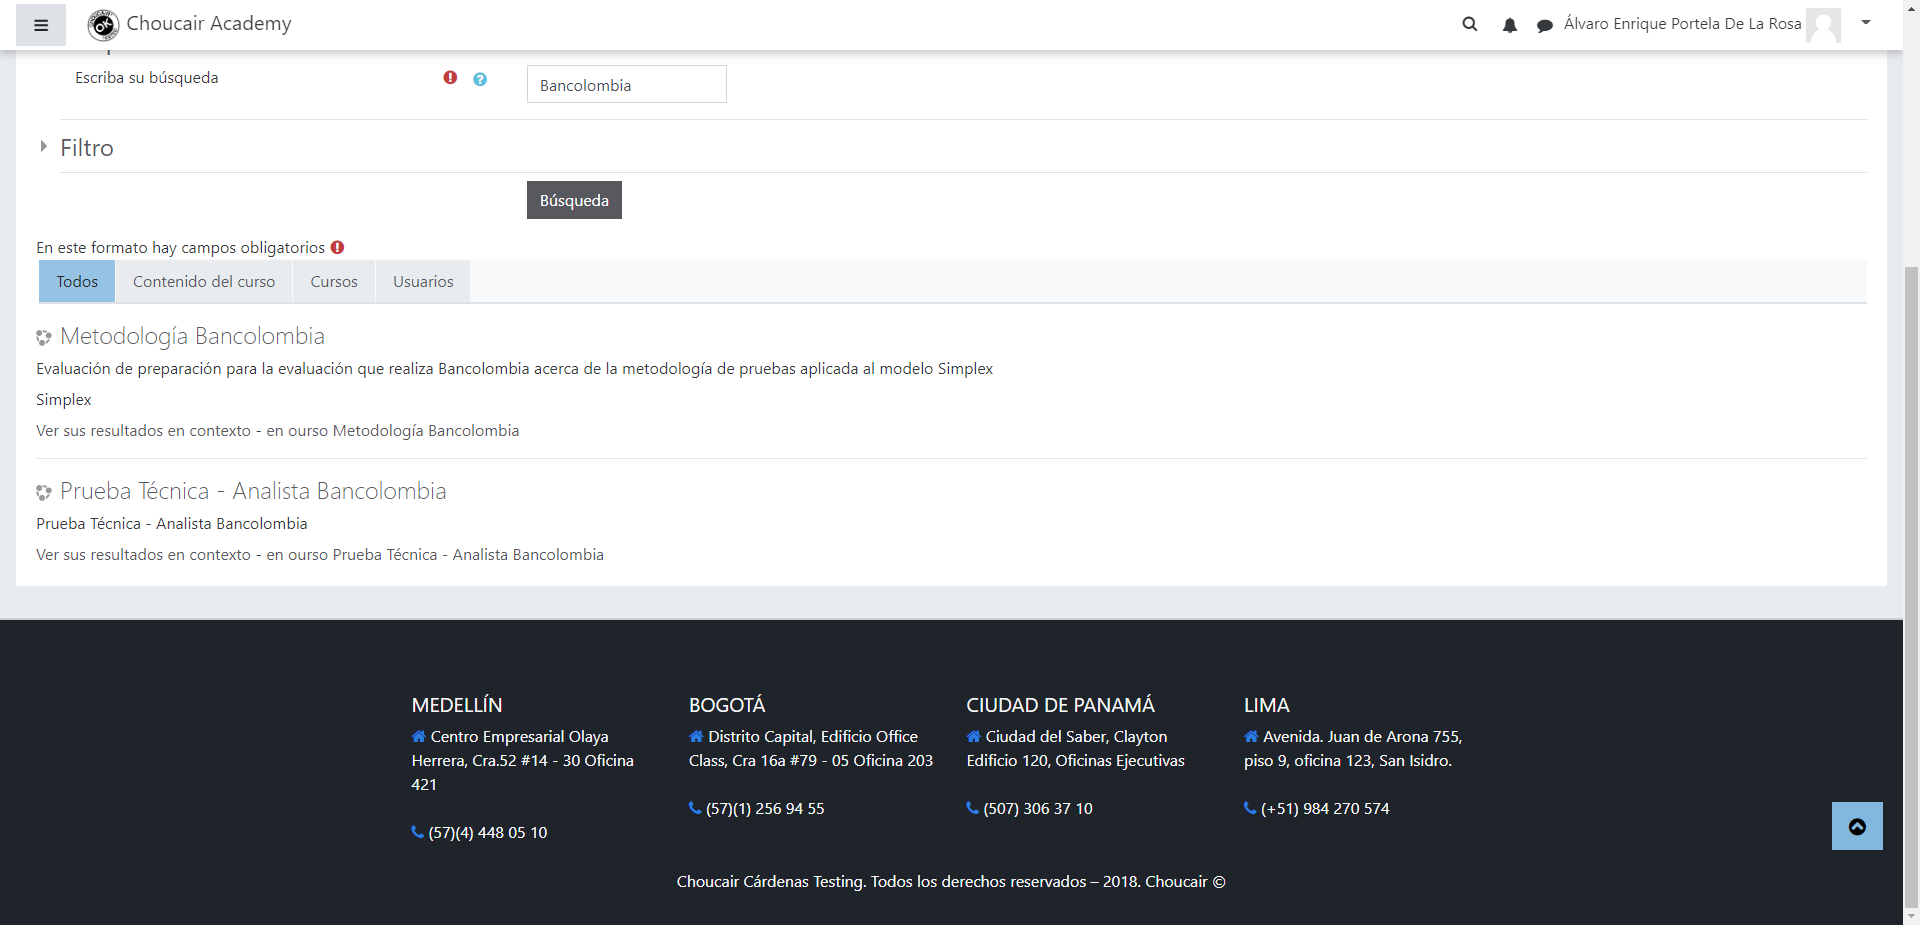 Choucair Academy
Álvaro Enrique Portela De La Rosa
Escriba su búsqueda
Bancolombia
Filtro
Búsqueda
En este formato hay campos obligatorios
Todos
Contenido del curso
Cursos
Usuarios
Metodología Bancolombia
Evaluación de preparación para la evaluación que realiza Bancolombia acerca de la metodología de pruebas aplicada al modelo Simplex
Simplex
Ver sus resultados en contexto - en ourso Metodología Bancolombia
Prueba Técnica - Analista Bancolombia
Prueba Técnica - Analista Bancolombia
Ver sus resultados en contexto - en ourso Prueba Técnica - Analista Bancolombia
MEDELLÍN
Centro Empresarial Olaya
Herrera, Cra.52 #14 - 30 Oficina
421
(57)(4) 448 05 10
BOGOTÁ
Distrito Capital, Edificio Office
Class, Cra 16a #79 - 05 Oficina 203
(57)(1) 256 94 55
CIUDAD DE PANAMÁ
Ciudad del Saber, Clayton
Edificio 120, Oficinas Ejecutivas
(507) 306 37 10
LIMA
Avenida. Juan de Arona 755,
piso 9, oficina 123, San Isidro.
(+51) 984 270 574
Choucair Cárdenas Testing. Todos los derechos reservados – 2018. Choucair ©